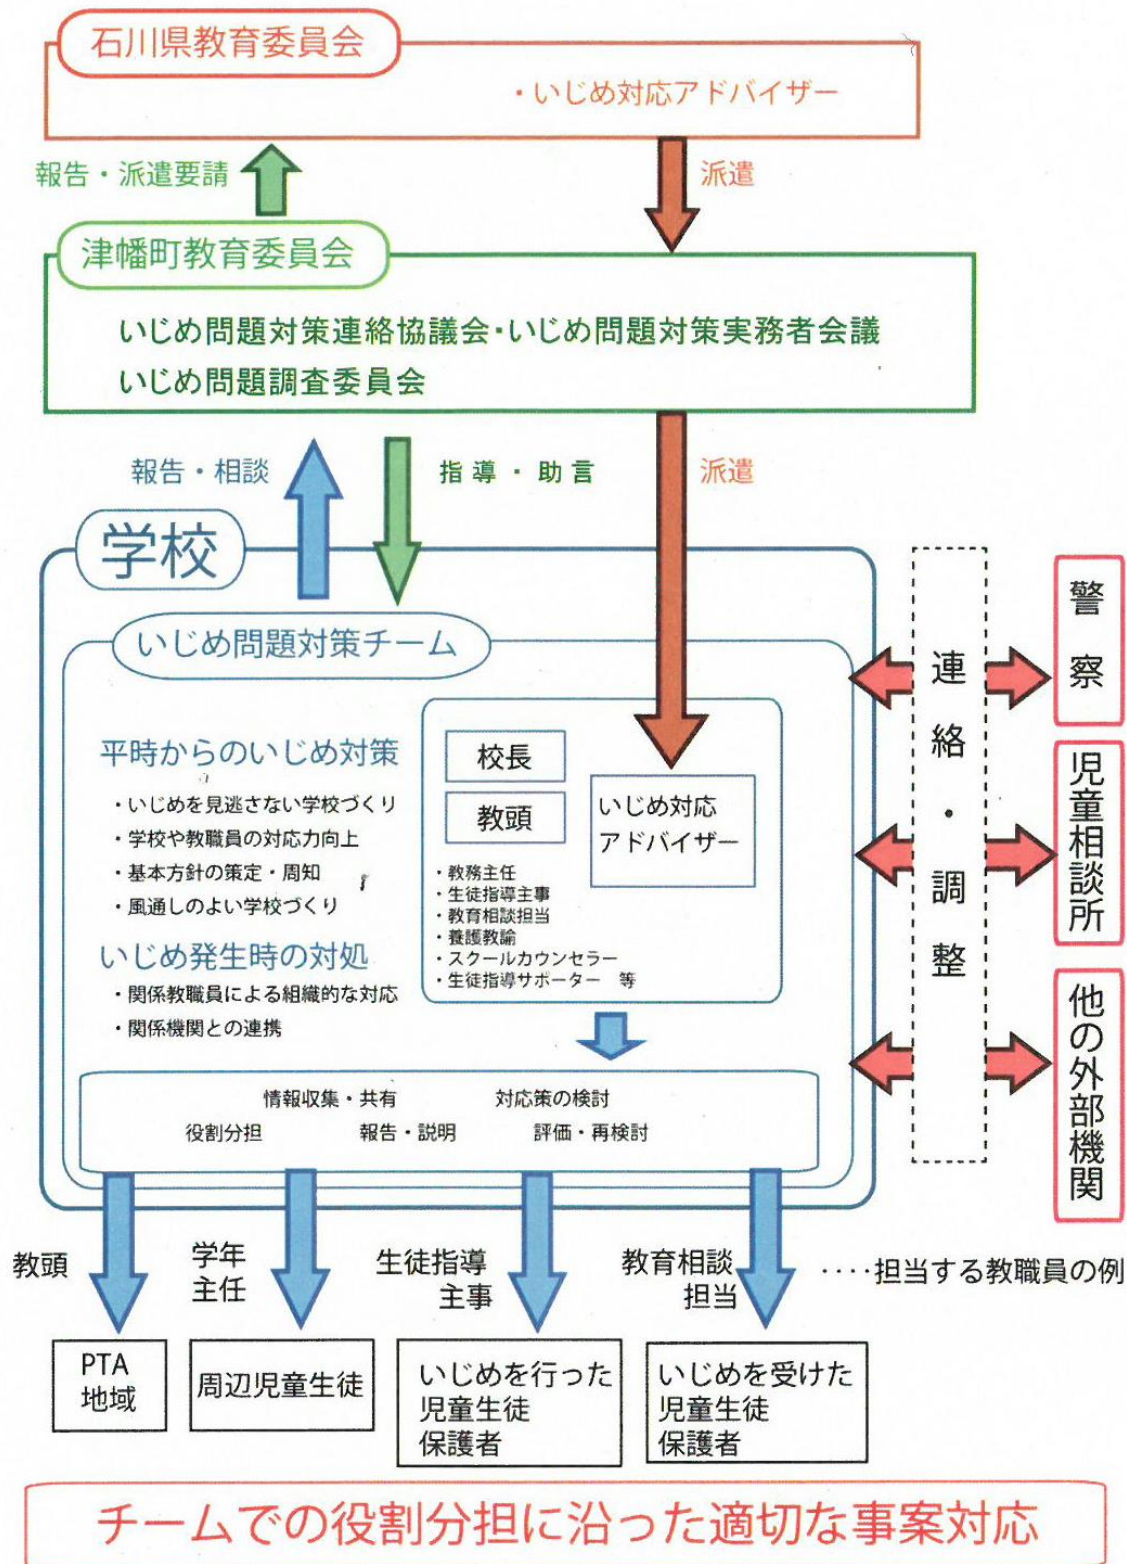 石川県教育委員会
・いじめ対応アドバイザー
報告・派遣要請
派遣
津幡町教育委員会
いじめ問題対策連絡協議会・いじめ問題対策実務者会議
いじめ問題調査委員会
報告・相談
指導・助言
派遣
学校
いじめ問題対策チーム
平時からのいじめ対策
・いじめを見逃さない学校づくり
・学校や教職員の対応力向上
・基本方針の策定・周知
・風通しのよい学校づくり
いじめ発生時の対処
・関係教職員による組織的な対応
・関係機関との連携
校長
教頭
・教務主任
・生徒指導主事
・教育相談担当
・養護教諭
・スクールカウンセラー
・生徒指導サポーター 等
いじめ対応
アドバイザー
情報収集・共有 対応策の検討
役割分担 報告・説明 評価・再検討
連絡・調整
警察
児童相談所
他の外部機関
教頭
学年
主任
生徒指導
主事
教育相談
担当
‥‥担当する教職員の例
PTA
地域
周辺児童生徒
いじめを行った
児童生徒
保護者
いじめを受けた
児童生徒
保護者
チームでの役割分担に沿った適切な事案対応